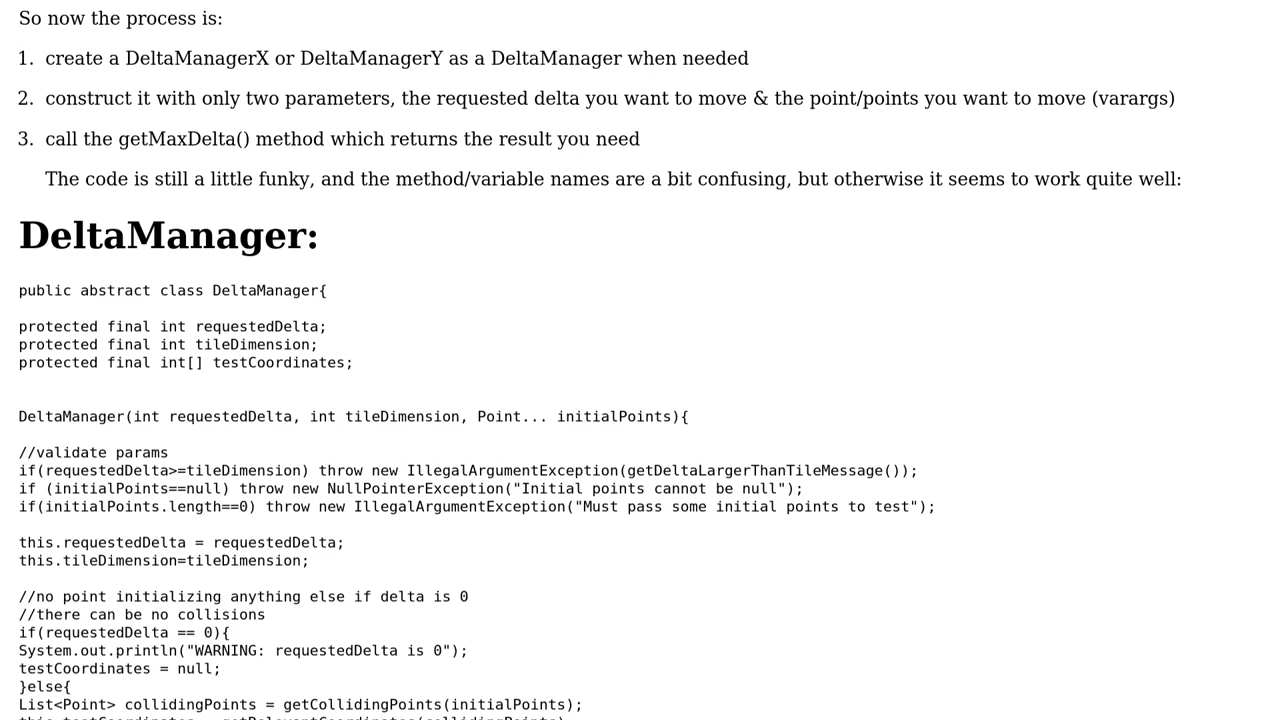 So now the process is:
1. create a DeltaManagerX or DeltaManagerY as a DeltaManager when needed
2. construct it with only two parameters, the requested delta you want to move & the point/points you want to move (varargs)
3. call the getMaxDelta() method which returns the result you need
The code is still a little funky, and the method/variable names are a bit confusing, but otherwise it seems to work quite well:
DeltaManager:
public abstract class DeltaManager{
protected final int requestedDelta;
protected final int tileDimension;
protected final int[] testCoordinates;
DeltaManager(int requestedDelta, int tileDimension, Point... initialPoints){
//validate params
if(requestedDelta>=tileDimension) throw new IllegalArgumentException(getDeltaLargerThanTileMessage());
if (initialPoints==null) throw new NullPointerException("Initial points cannot be null");
if(initialPoints.length==0) throw new IllegalArgumentException("Must pass some initial points to test");
this.requestedDelta = requestedDelta;
this.tileDimension=tileDimension;
//no point initializing anything else if delta is 0
//there can be no collisions
if(requestedDelta == 0){
System.out.println("WARNING: requestedDelta is 0");
testCoordinates = null;
}else{
List<Point> collidingPoints = getCollidingPoints(initialPoints);